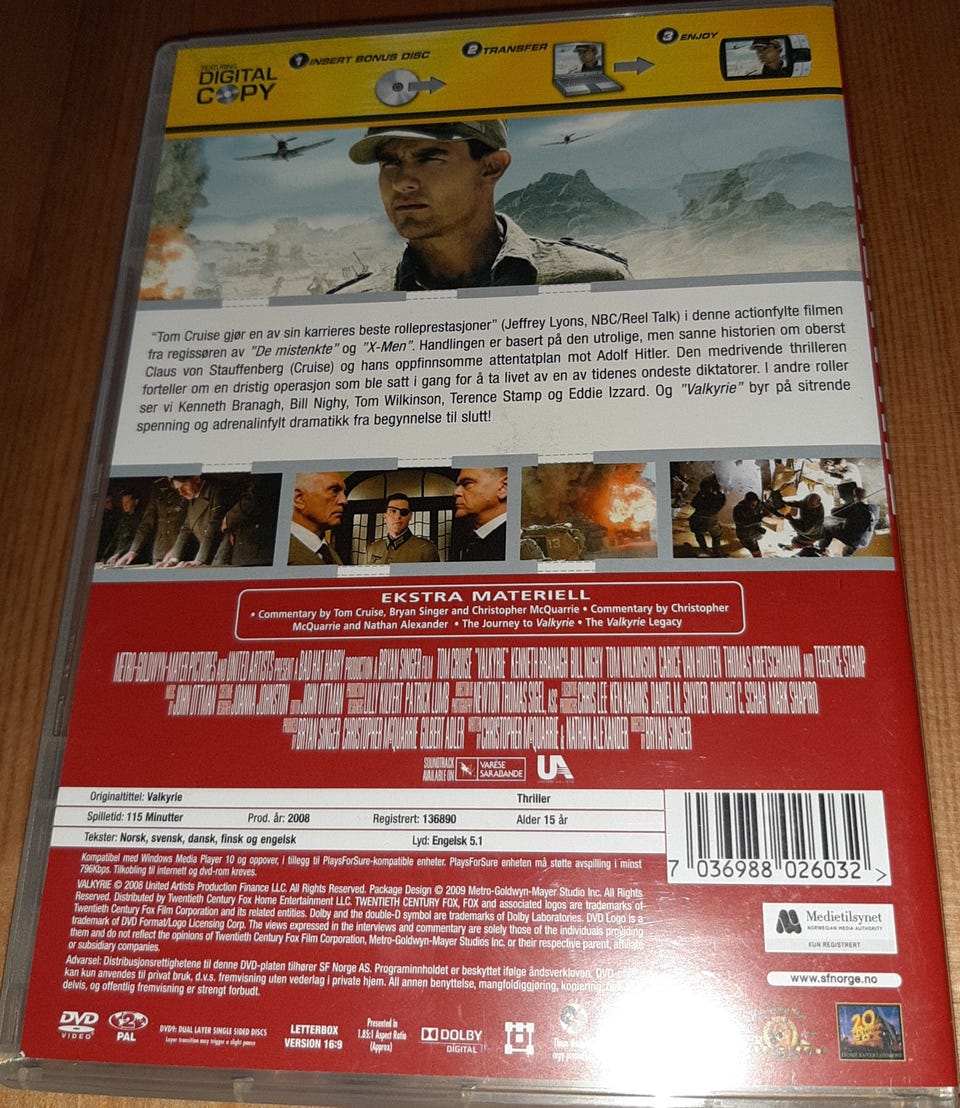 FEATURING
DIGITAL
COPY
1 INSERT BONUS DISC
2 TRANSFER
3 ENJOY
"Tom Cruise gjør en av sin karrieres beste rolleprestasjoner" (Jeffrey Lyons, NBC/Reel Talk) i denne actionfylte filmen
fra regissøren av "De mistenkte" og "X-Men". Handlingen er basert på den utrolige, men sanne historien om oberst
Claus von Stauffenberg (Cruise) og hans oppfinnsomme attentatplan mot Adolf Hitler. Den medrivende thrilleren
forteller om en dristig operasjon som ble satt i gang for å ta livet av en av tidenes ondeste diktatorer. I andre roller
ser vi Kenneth Branagh, Bill Nighy, Tom Wilkinson, Terence Stamp og Eddie Izzard. Og "Valkyrie" byr på sitrende
spenning og adrenalinfylt dramatikk fra begynnelse til slutt!
EKSTRA MATERIELL
• Commentary by Tom Cruise, Bryan Singer and Christopher McQuarrie • Commentary by Christopher
McQuarrie and Nathan Alexander • The Journey to Valkyrie • The Valkyrie Legacy
METRO-GOLDWYN-MAYER PICTURES AND UNITED ARTISTS PRESENT A BAD HAT HARRY PRODUCTION A BRYAN SINGER FILM TOM CRUISE "VALKYRIE" KENNETH BRANAGH BILL NIGHY TOM WILKINSON CARICE VAN HOUTEN THOMAS KRETSCHMANN AND TERENCE STAMP
JOHN OTTMAN JOANNA JOHNSTON JOHN OTTMAN LILLY KILVERT PATRICK LUMB NEWTON THOMAS SIGEL, ASC CHRIS LEE KEN KAMINS DANIEL M. SNYDER DWIGHT C. SCHAR MARK SHAPIRO
BRYAN SINGER CHRISTOPHER McQUARRIE GILBERT ADLER CHRISTOPHER McQUARRIE & NATHAN ALEXANDER BRYAN SINGER
SOUNDTRACK AVAILABLE ON VARÈSE SARABANDE UA UNITED ARTISTS
Originaltittel: Valkyrie Thriller
Spilletid: 115 Minutter Prod. år: 2008 Registrert: 136890 Alder 15 år
Tekster: Norsk, svensk, dansk, finsk og engelsk Lyd: Engelsk 5.1
7 036988 026032 >
Kompatibel med Windows Media Player 10 og oppover, i tillegg til PlaysForSure-kompatible enheter. PlaysForSure enheten må støtte avspilling i minst
796Kbps. Tilkobling til Internett og dvd-rom kreves.
VALKYRIE © 2008 United Artists Production Finance LLC. All Rights Reserved. Package Design © 2009 Metro-Goldwyn-Mayer Studio Inc. All Rights
Reserved. Distributed by Twentieth Century Fox Home Entertainment LLC. TWENTIETH CENTURY FOX, FOX and associated logos are trademarks of
Twentieth Century Fox Film Corporation and its related entities. Dolby and the double-D symbol are trademarks of Dolby Laboratories. DVD Logo is a
trademark of DVD Format/Logo Licensing Corp. The views expressed in the interviews and commentary are solely those of the individuals providing
them and do not reflect the opinions of Twentieth Century Fox Film Corporation, Metro-Goldwyn-Mayer Studios Inc. or their respective parent, affiliate
or subsidiary companies.
Advarsel: Distribusjonsrettighetene til denne DVD-platen tilhører SF Norge AS. Programinnholdet er beskyttet ifølge åndsverkloven. DVD-
kan kun anvendes til privat bruk, d.v.s. fremvisning uten vederlag i private hjem. All annen benyttelse, mangfoldiggjøring, kopiering,
delvis, og offentlig fremvisning er strengt forbudt.
Medietilsynet
NORWEGIAN MEDIA AUTHORITY
KUN REGISTRERT
www.sfnorge.no
DVD VIDEO
2 PAL
DVD9: DUAL LAYER SINGLE SIDED DISCS
Layer transition may trigger a slight pause
LETTERBOX
VERSION 16:9
Presented in
1.85:1 Aspect Ratio
(Approx)
DOLBY
DIGITAL
20
HOME ENTERTAINMENT